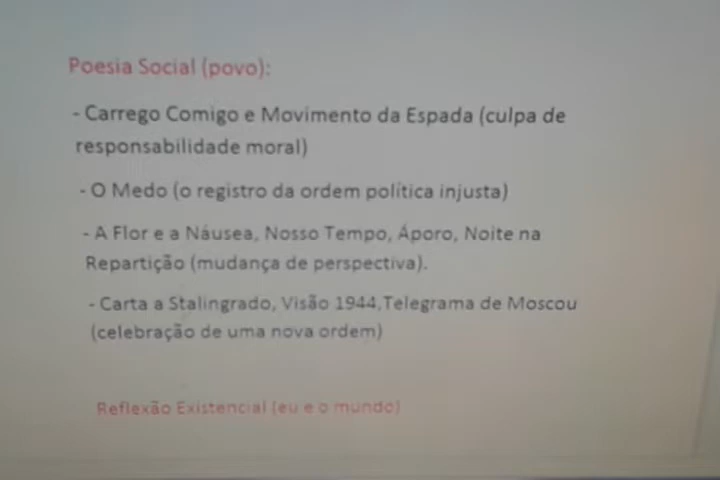 Poesia Social (povo):
- Carrego Comigo e Movimento da Espada (culpa de
responsabilidade moral)
- O Medo (o registro da ordem política injusta)
- A Flor e a Náusea, Nosso Tempo, Áporo, Noite na
Repartição (mudança de perspectiva).
- Carta a Stalingrado, Visão 1944,Telegrama de Moscou
(celebração de uma nova ordem)
Reflexão Existencial (eu e o mundo)